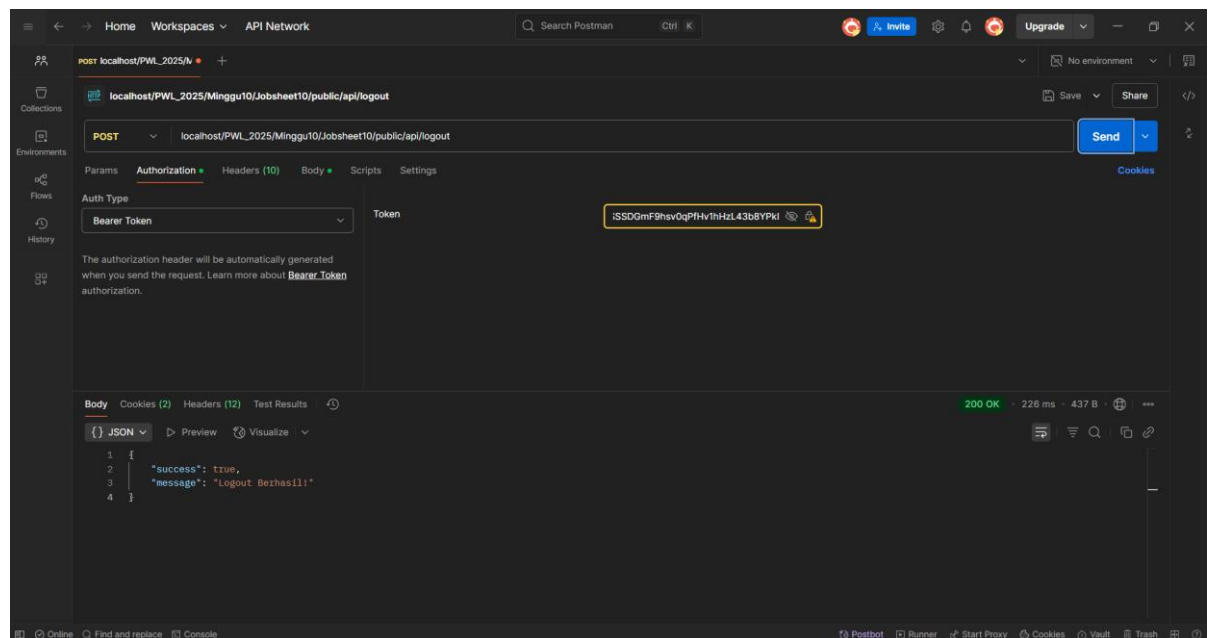 Home Workspaces API Network Search Postman Ctrl K Invite Upgrade
POST localhost/PWL_2025/M No environment
localhost/PWL_2025/Minggu10/Jobsheet10/public/api/logout Save Share
Collections
POST localhost/PWL_2025/Minggu10/Jobsheet10/public/api/logout Send
Environments
Params Authorization Headers (10) Body Scripts Settings Cookies
Flows
Auth Type
Bearer Token Token
History
The authorization header will be automatically generated
when you send the request. Learn more about Bearer Token
authorization.
Body Cookies (2) Headers (12) Test Results 200 OK 226 ms 437 B
{} JSON Preview Visualize
1 {
2 "success": true,
3 "message": "Logout Berhasil!"
4 }
Online Find and replace Console Postbot Runner Start Proxy Cookies Vault Trash